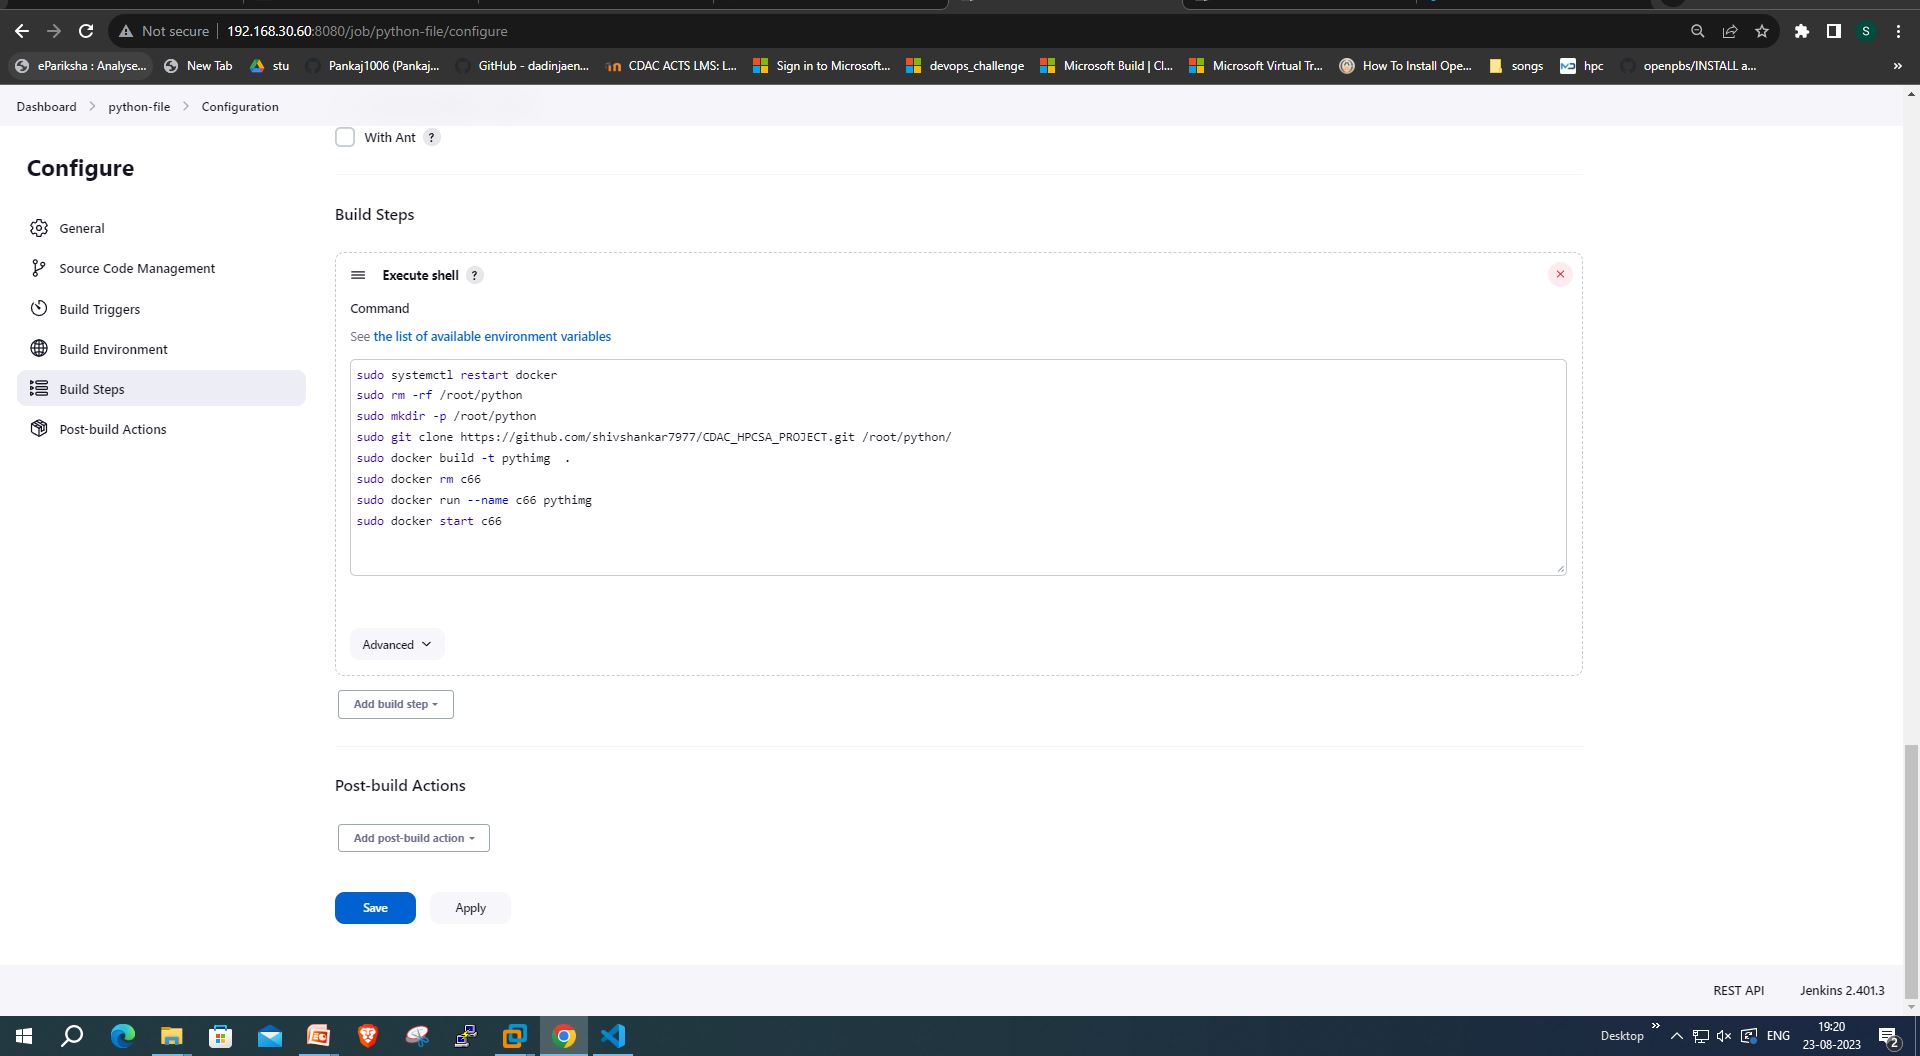 Not secure
192.168.30.60:8080/job/python-file/configure
S
ePariksha : Analyse...
New Tab
stu
Pankaj1006 (Pankaj...
GitHub - dadinjaen...
CDAC ACTS LMS: L...
Sign in to Microsoft...
devops_challenge
Microsoft Build | Cl...
Microsoft Virtual Tr...
How To Install Ope...
songs
hpc
openpbs/INSTALL a...
»
Dashboard
python-file
Configuration
With Ant ?
Configure
General
Source Code Management
Build Triggers
Build Environment
Build Steps
Post-build Actions
Build Steps
Execute shell ?
Command
See the list of available environment variables
sudo systemctl restart docker
sudo rm -rf /root/python
sudo mkdir -p /root/python
sudo git clone https://github.com/shivshankar7977/CDAC_HPCSA_PROJECT.git /root/python/
sudo docker build -t pythimg  .
sudo docker rm c66
sudo docker run --name c66 pythimg
sudo docker start c66
Advanced
Add build step
Post-build Actions
Add post-build action
Save
Apply
REST API
Jenkins 2.401.3
Desktop
»
ENG
19:20
23-08-2023
2